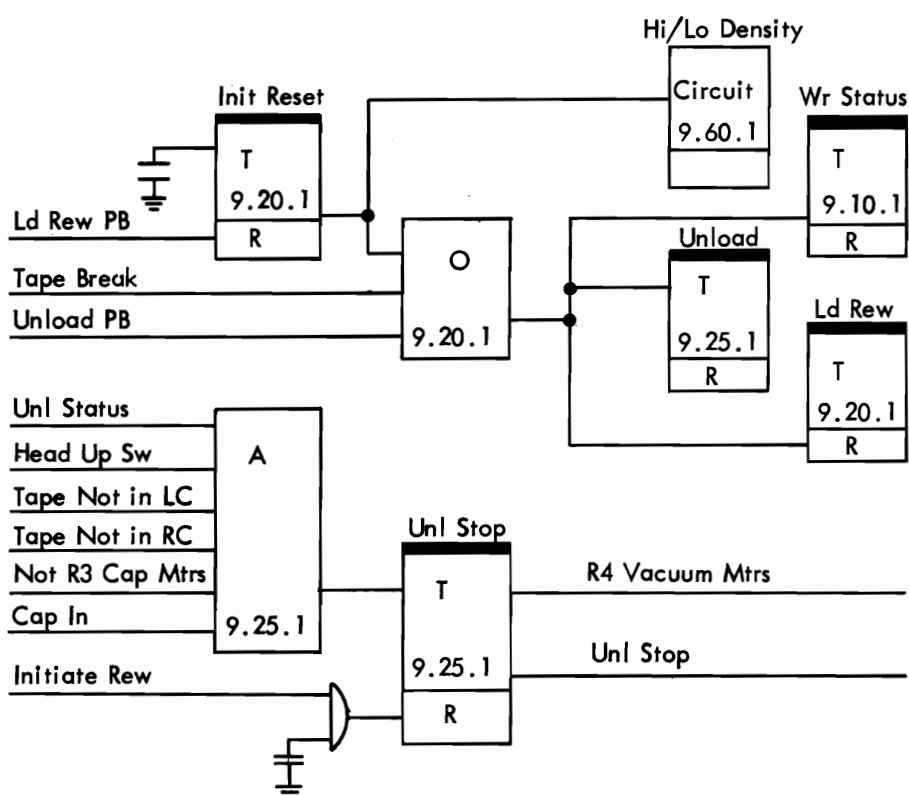 Hi/Lo Density
Circuit
9.60.1
Wr Status
T
9.10.1
R
Init Reset
T
9.20.1
R
Ld Rew PB
Tape Break
Unload PB
O
9.20.1
Unload
T
9.25.1
R
Ld Rew
T
9.20.1
R
Unl Status
Head Up Sw
Tape Not in LC
Tape Not in RC
Not R3 Cap Mtrs
Cap In
A
9.25.1
Initiate Rew
Unl Stop
T
9.25.1
R
R4 Vacuum Mtrs
Unl Stop